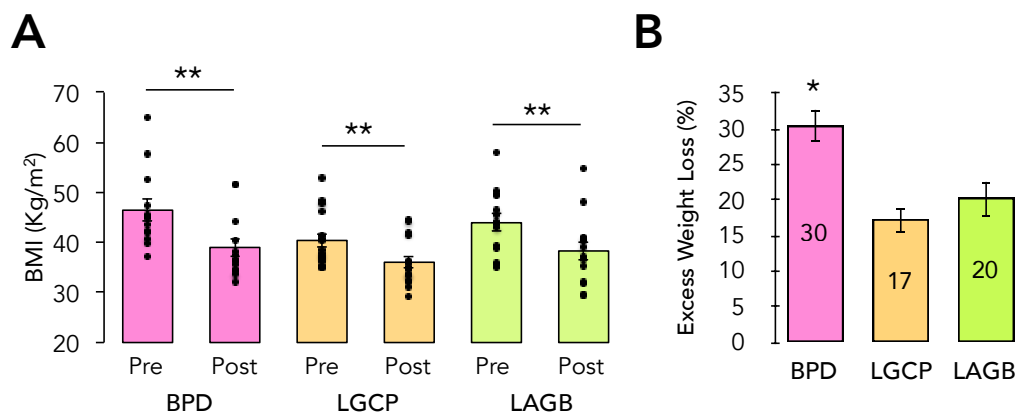 A
BMI (Kg/m²)
70
60
50
40
30
20
**
**
**
Pre
Post
Pre
Post
Pre
Post
BPD
LGCP
LAGB
B
Excess Weight Loss (%)
35
30
25
20
15
10
5
0
*
30
17
20
BPD
LGCP
LAGB